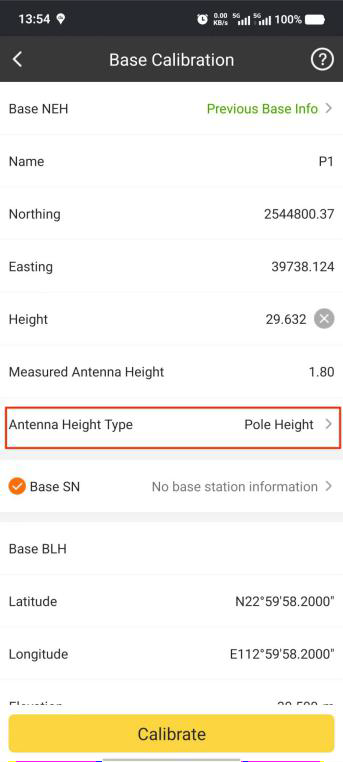 13:54 0.00 KB/s 5G 5G 100%
Base Calibration ?
Base NEH Previous Base Info
Name P1
Northing 2544800.37
Easting 39738.124
Height 29.632
Measured Antenna Height 1.80
Antenna Height Type Pole Height
Base SN No base station information
Base BLH
Latitude N22°59'58.2000"
Longitude E112°59'58.2000"
Calibrate